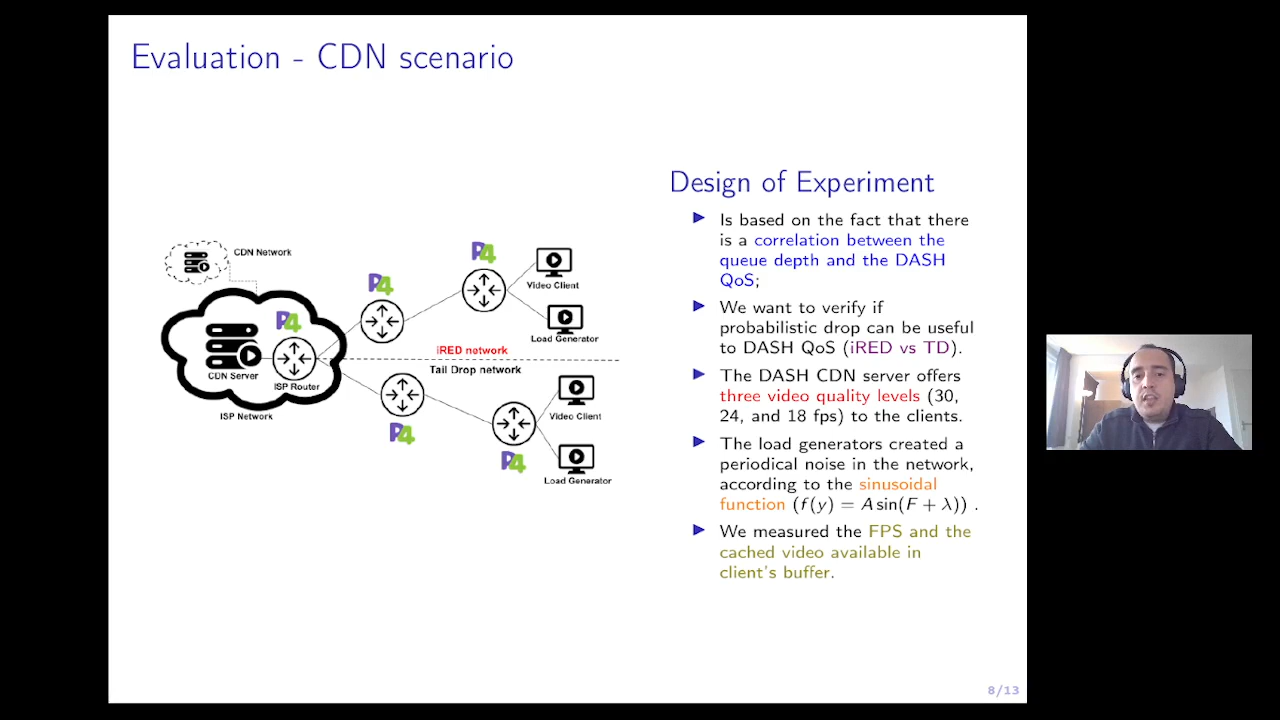 Evaluation - CDN scenario
CDN Network
P4
P4
P4
Video Client
Load Generator
iRED network
CDN Server
ISP Router
ISP Network
Tail Drop network
P4
P4
Video Client
Load Generator
Design of Experiment
Is based on the fact that there
is a correlation between the
queue depth and the DASH
QoS;
We want to verify if
probabilistic drop can be useful
to DASH QoS (iRED vs TD).
The DASH CDN server offers
three video quality levels (30,
24, and 18 fps) to the clients.
The load generators created a
periodical noise in the network,
according to the sinusoidal
function (f(y) = A sin(F + λ)) .
We measured the FPS and the
cached video available in
client's buffer.
8/13